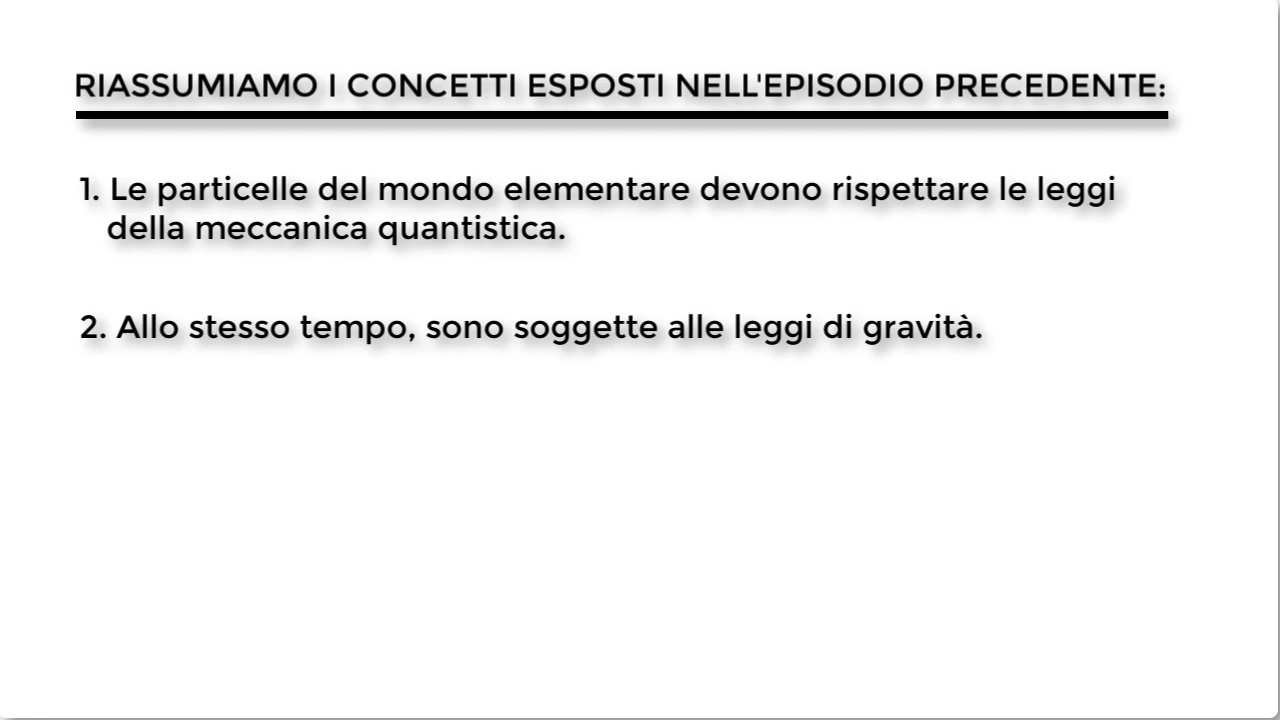 RIASSUMIAMO I CONCETTI ESPOSTI NELL'EPISODIO PRECEDENTE:
1. Le particelle del mondo elementare devono rispettare le leggi
della meccanica quantistica.
2. Allo stesso tempo, sono soggette alle leggi di gravità.